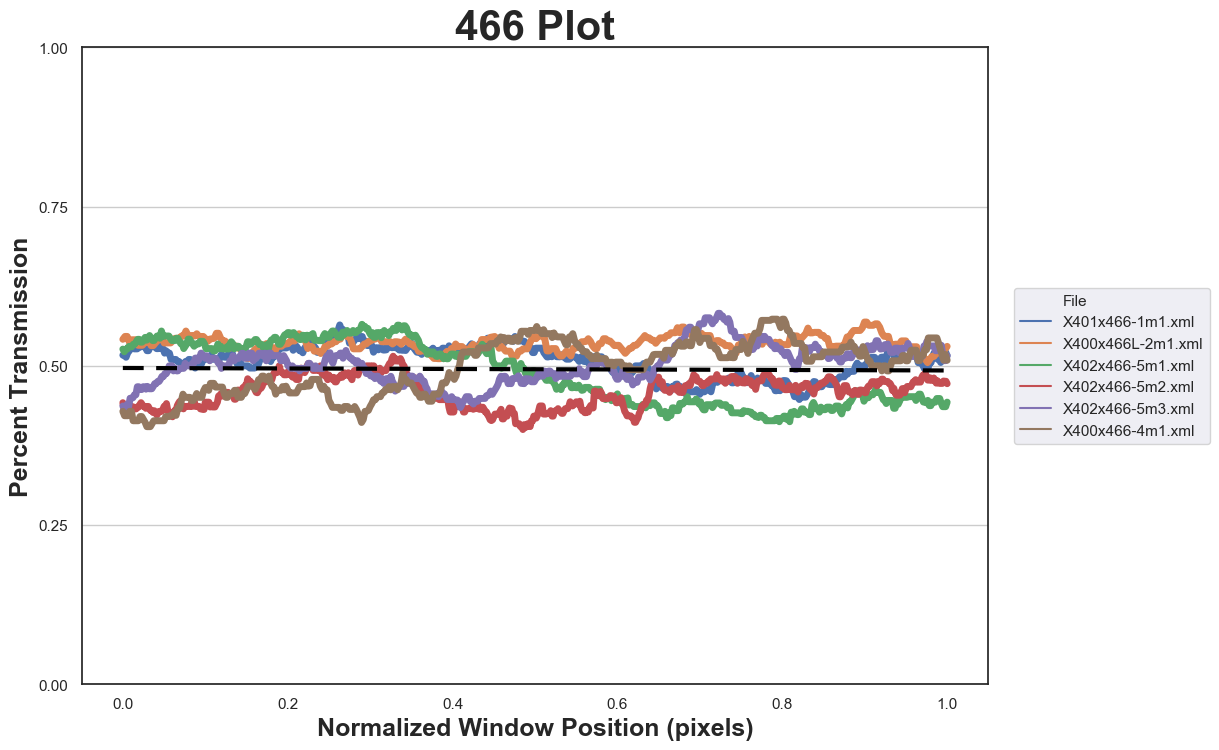 466 Plot
1.00
0.75
0.50
0.25
0.00
Percent Transmission
0.0 0.2 0.4 0.6 0.8 1.0
Normalized Window Position (pixels)
File
X401x466-1m1.xml
X400x466L-2m1.xml
X402x466-5m1.xml
X402x466-5m2.xml
X402x466-5m3.xml
X400x466-4m1.xml